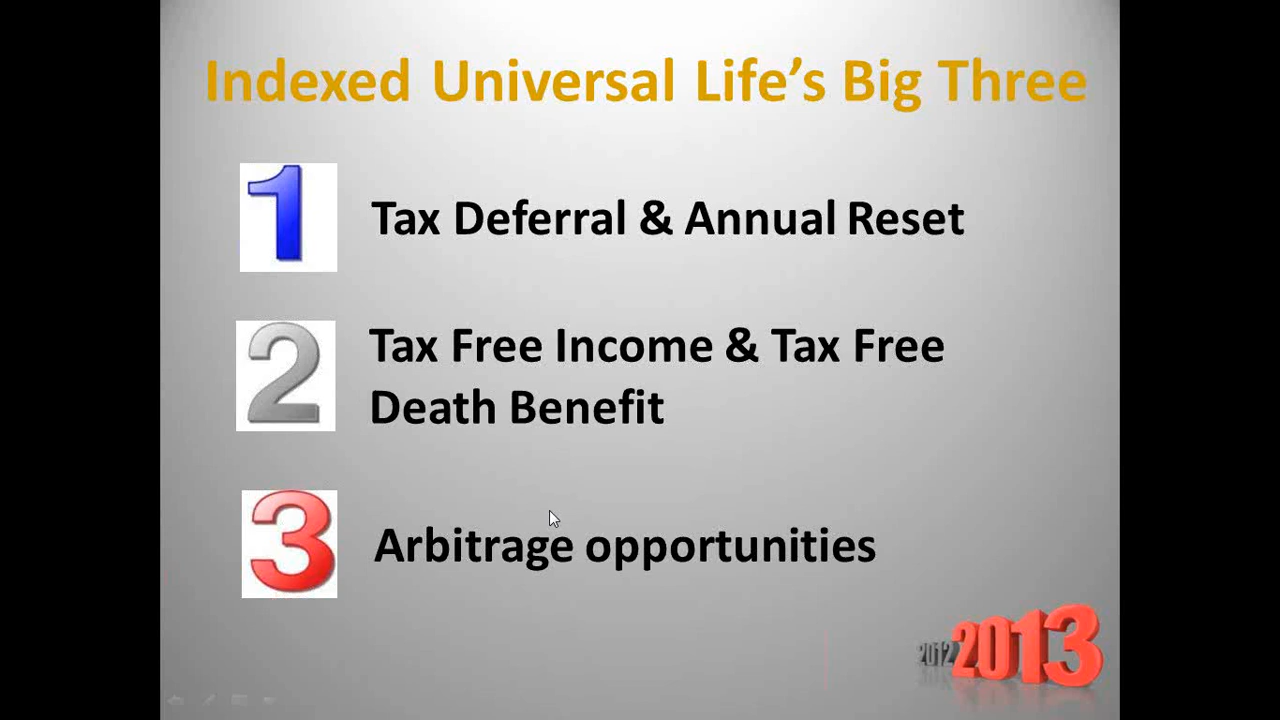 Indexed Universal Life’s Big Three
1
Tax Deferral & Annual Reset
2
Tax Free Income & Tax Free
Death Benefit
3
Arbitrage opportunities
2012 2013